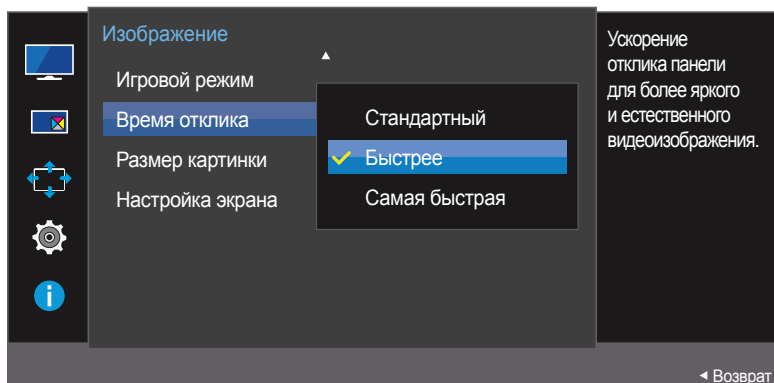 Изображение
Игровой режим
Время отклика
Размер картинки
Настройка экрана
Стандартный
Быстрее
Самая быстрая
Ускорение
отклика панели
для более яркого
и естественного
видеоизображения.
Возврат